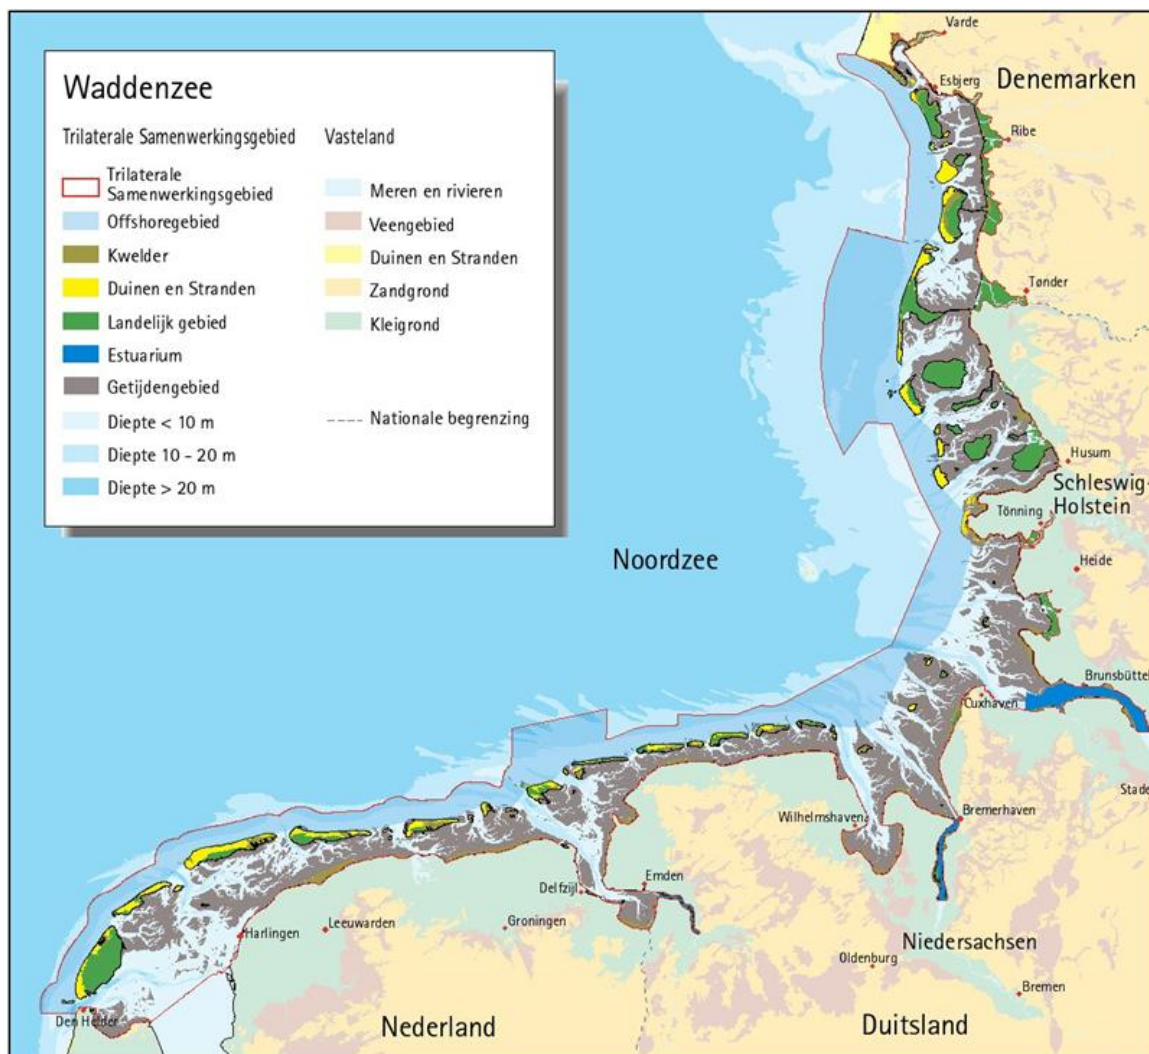 Waddenzee
Trilaterale Samenwerkingsgebied
Trilaterale
Samenwerkingsgebied
Offshoregebied
Kwelder
Duinen en Stranden
Landelijk gebied
Estuarium
Getijdengebied
Diepte < 10 m
Diepte 10 - 20 m
Diepte > 20 m
Vasteland
Meren en rivieren
Veengebied
Duinen en Stranden
Zandgrond
Kleigrond
Nationale begrenzing
Varde
Esbjerg
Denemarken
Ribe
Tønder
Husum
Schleswig-
Holstein
Tönning
Noordzee
Heide
Brunsbüttel
Cuxhaven
Stade
Wilhelmshaven
Bremerhaven
Emden
Delfzijl
Groningen
Leeuwarden
Harlingen
Niedersachsen
Oldenburg
Bremen
Den Helder
Nederland
Duitsland